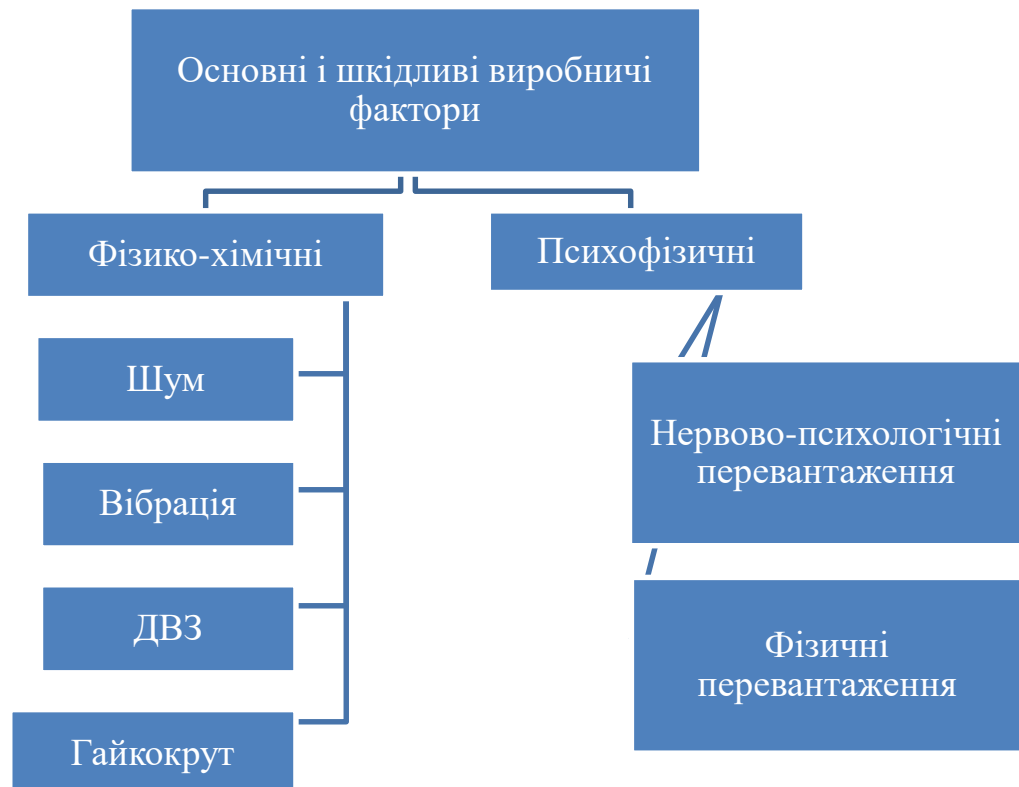 Основні і шкідливі виробничі
фактори
Фізико-хімічні
Психофізичні
Шум
Вібрація
ДВЗ
Гайкокрут
Нервово-психологічні
перевантаження
Фізичні
перевантаження